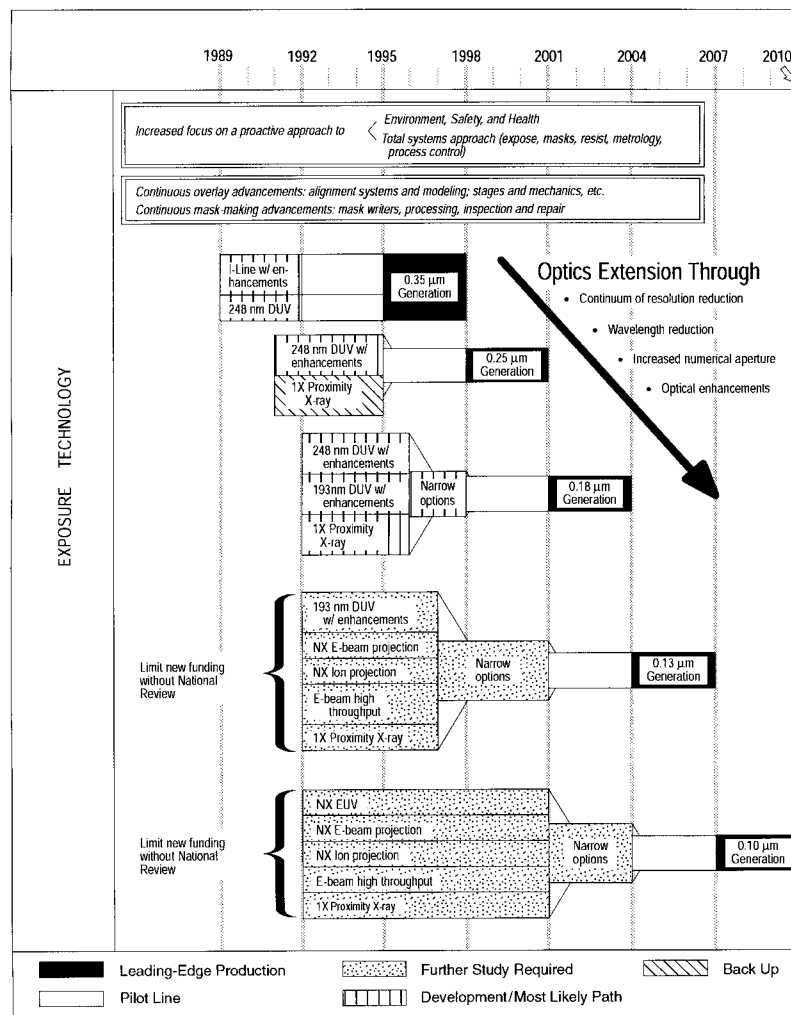 1989 1992 1995 1998 2001 2004 2007 2010
Increased focus on a proactive approach to
Environment, Safety, and Health
Total systems approach (expose, masks, resist, metrology,
process control)
Continuous overlay advancements: alignment systems and modeling; stages and mechanics, etc.
Continuous mask-making advancements: mask writers, processing, inspection and repair
EXPOSURE TECHNOLOGY
I-Line w/ en-
hancements
248 nm DUV
0.35 µm
Generation
Optics Extension Through
• Continuum of resolution reduction
• Wavelength reduction
• Increased numerical aperture
• Optical enhancements
248 nm DUV w/
enhancements
1X Proximity
X-ray
0.25 µm
Generation
248 nm DUV w/
enhancements
193nm DUV w/
enhancements
1X Proximity
X-ray
Narrow
options
0.18 µm
Generation
Limit new funding
without National
Review
193 nm DUV
w/ enhancements
NX E-beam projection
NX Ion projection
E-beam high
throughput
1X Proximity X-ray
Narrow
options
0.13 µm
Generation
Limit new funding
without National
Review
NX EUV
NX E-beam projection
NX Ion projection
E-beam high throughput
1X Proximity X-ray
Narrow
options
0.10 µm
Generation
Leading-Edge Production
Further Study Required
Back Up
Pilot Line
Development/Most Likely Path